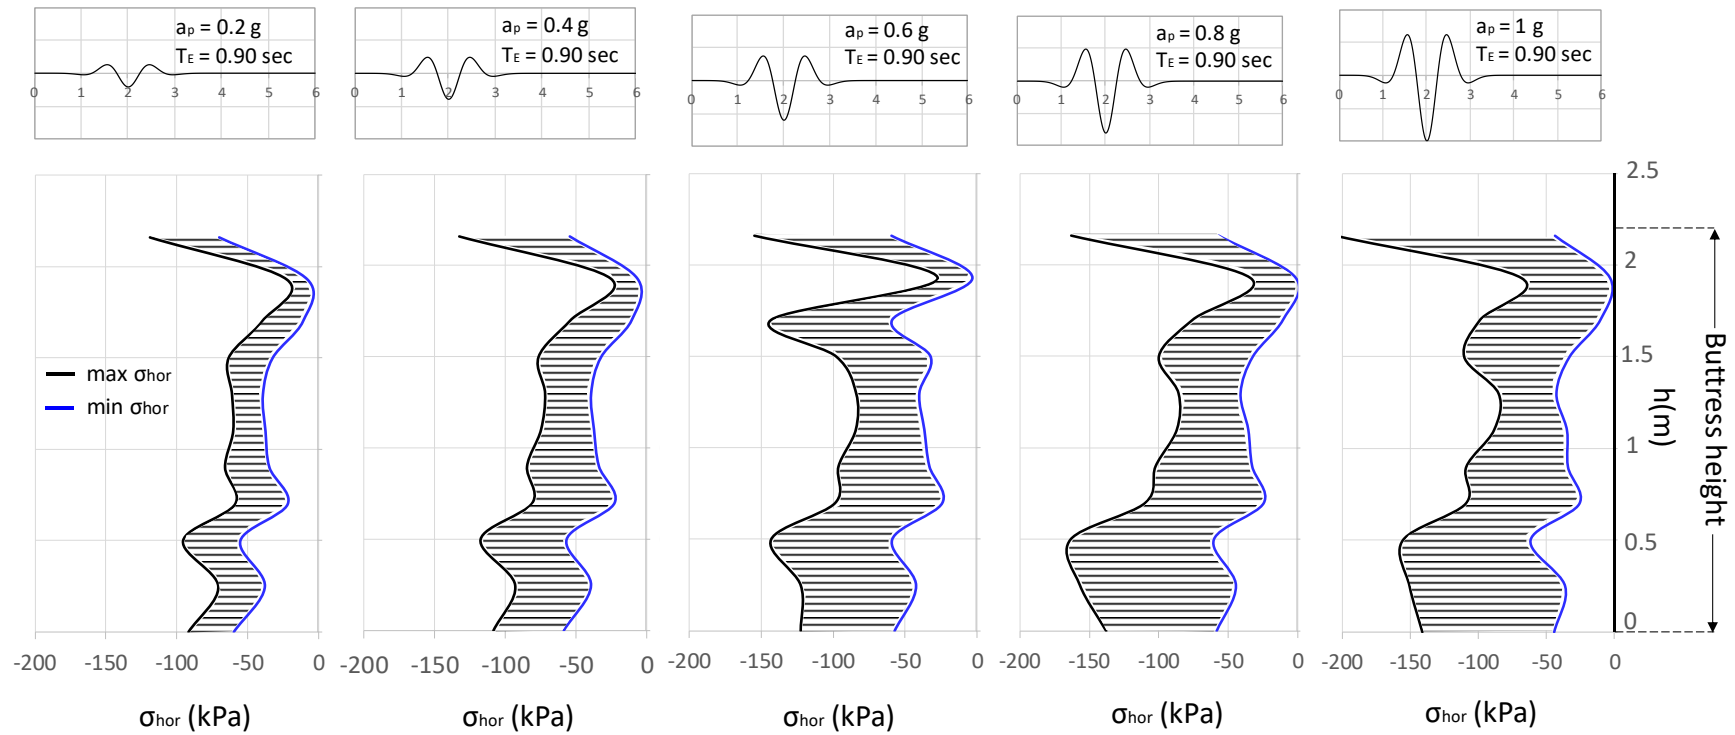 aₚ = 0.2 g
T_E = 0.90 sec
0 1 2 3 4 5 6
aₚ = 0.4 g
T_E = 0.90 sec
0 1 2 3 4 5 6
aₚ = 0.6 g
T_E = 0.90 sec
0 1 2 3 4 5 6
aₚ = 0.8 g
T_E = 0.90 sec
0 1 2 3 4 5 6
aₚ = 1 g
T_E = 0.90 sec
0 1 2 3 4 5 6
max σhor
min σhor
-200 -150 -100 -50 0
σhor (kPa)
-200 -150 -100 -50 0
σhor (kPa)
-200 -150 -100 -50 0
σhor (kPa)
-200 -150 -100 -50 0
σhor (kPa)
-200 -150 -100 -50 0
σhor (kPa)
2.5
2
1.5
1
0.5
0
h(m)
Buttress height